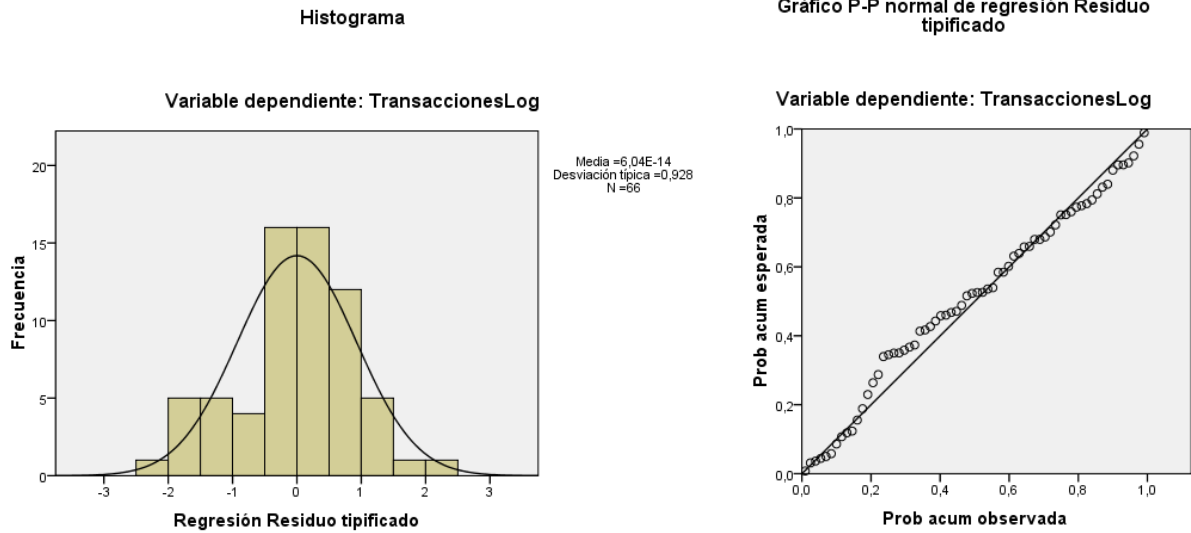 Histograma
Variable dependiente: TransaccionesLog
Media =6,04E-14
Desviación típica =0,928
N =66
Frecuencia
20
15
10
5
0
-3 -2 -1 0 1 2 3
Regresión Residuo tipificado
Gráfico P-P normal de regresión Residuo
tipificado
Variable dependiente: TransaccionesLog
Prob acum esperada
1,0
0,8
0,6
0,4
0,2
0,0
0,0 0,2 0,4 0,6 0,8 1,0
Prob acum observada